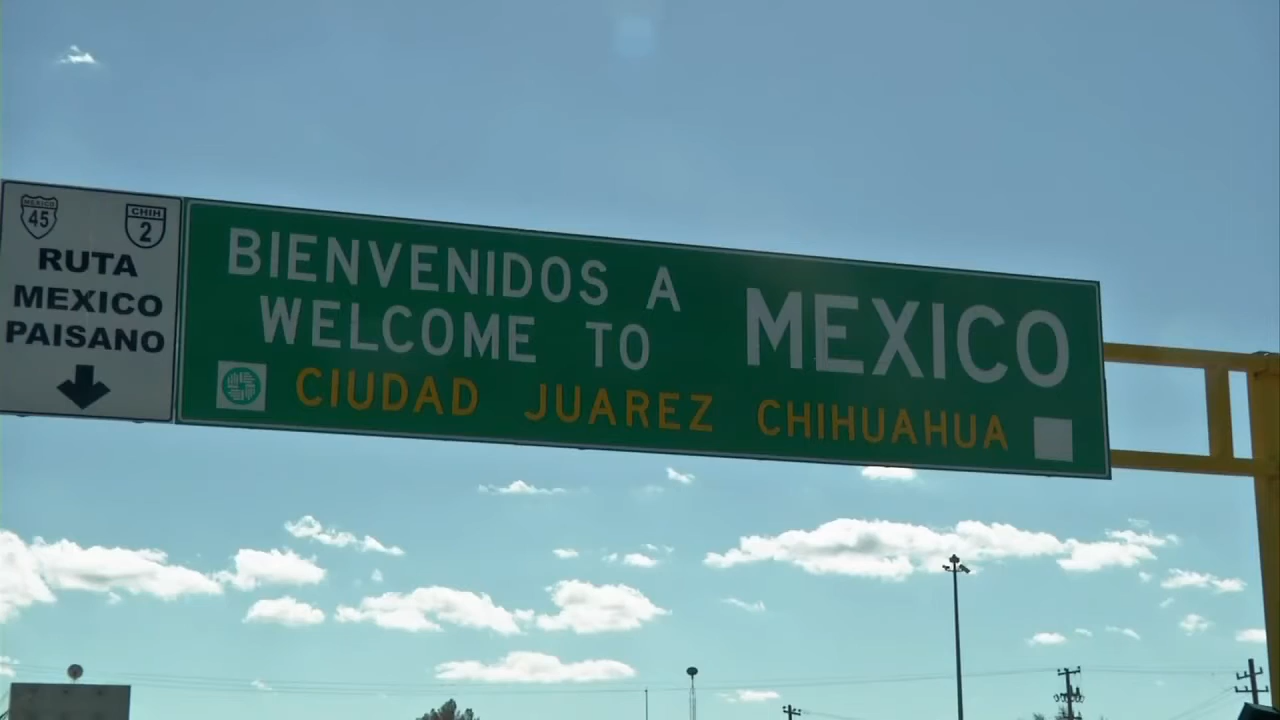 MEXICO
45
CHIH
2
RUTA
MEXICO
PAISANO
BIENVENIDOS A
WELCOME TO
MEXICO
CIUDAD JUAREZ CHIHUAHUA